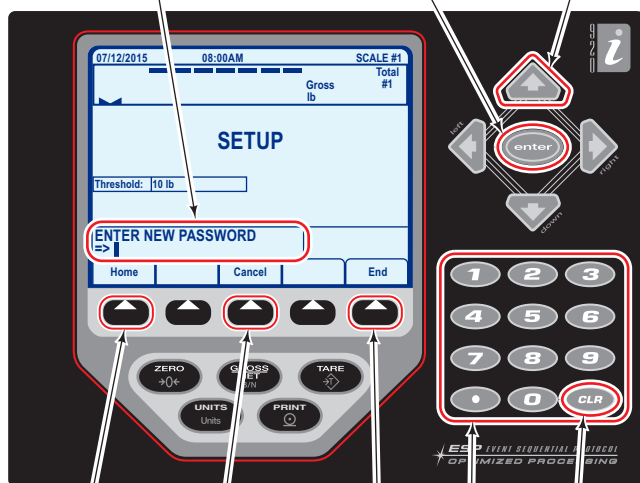 07/12/2015 08:00AM SCALE #1
Total
Gross #1
lb
SETUP
Threshold: 10 lb
ENTER NEW PASSWORD
=>
Home Cancel End
920
i
left
enter
right
down
1 2 3
4 5 6
7 8 9
• 0 CLR
ZERO
→0←
GROSS
NET
B/N
TARE
→T←
UNITS
Units
PRINT
ESP EVENT SEQUENTIAL PROTOCOL
OPTIMIZED PROCESSING